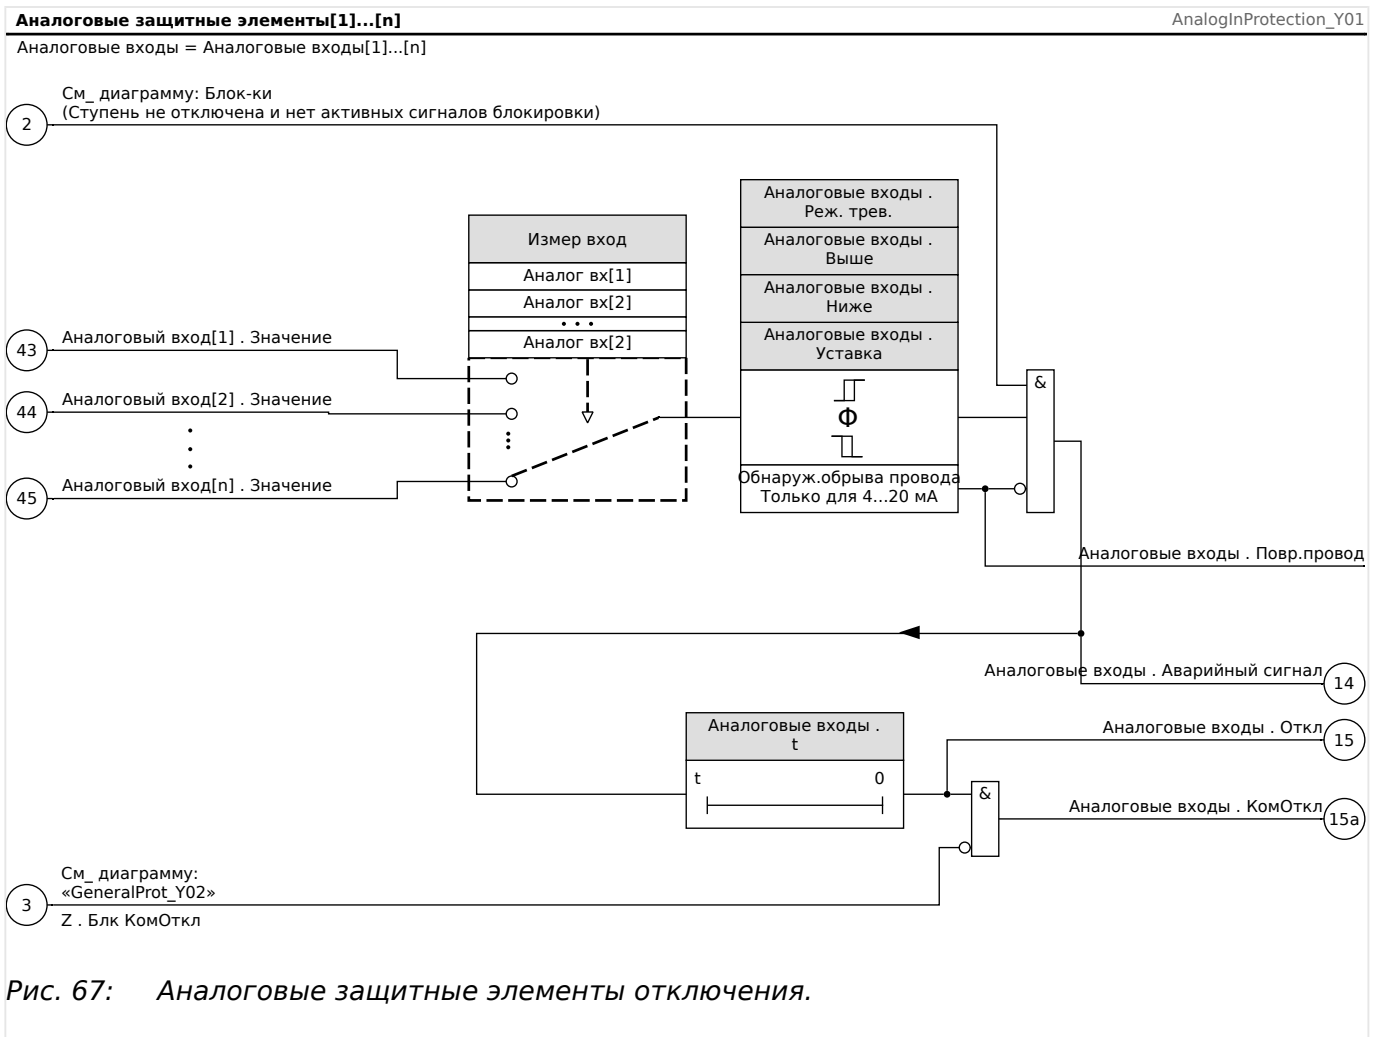 Аналоговые защитные элементы[1]...[n]
AnalogInProtection_Y01
Аналоговые входы = Аналоговые входы[1]...[n]
См_ диаграмму: Блок-ки
(Ступень не отключена и нет активных сигналов блокировки)
2
Аналоговые входы .
Реж. трев.
Аналоговые входы .
Выше
Аналоговые входы .
Ниже
Аналоговые входы .
Уставка
Измер вход
Аналог вх[1]
Аналог вх[2]
• • •
Аналог вх[2]
43
Аналоговый вход[1] . Значение
44
Аналоговый вход[2] . Значение
45
Аналоговый вход[n] . Значение
Φ
&
Обнаруж.обрыва провода
Только для 4...20 мА
Аналоговые входы . Повр.провод
Аналоговые входы . Аварийный сигнал
14
Аналоговые входы .
t
t 0
Аналоговые входы . Откл
15
&
Аналоговые входы . КомОткл
15a
См_ диаграмму:
«GeneralProt_Y02»
3
Z . Блк КомОткл
Рис. 67: Аналоговые защитные элементы отключения.